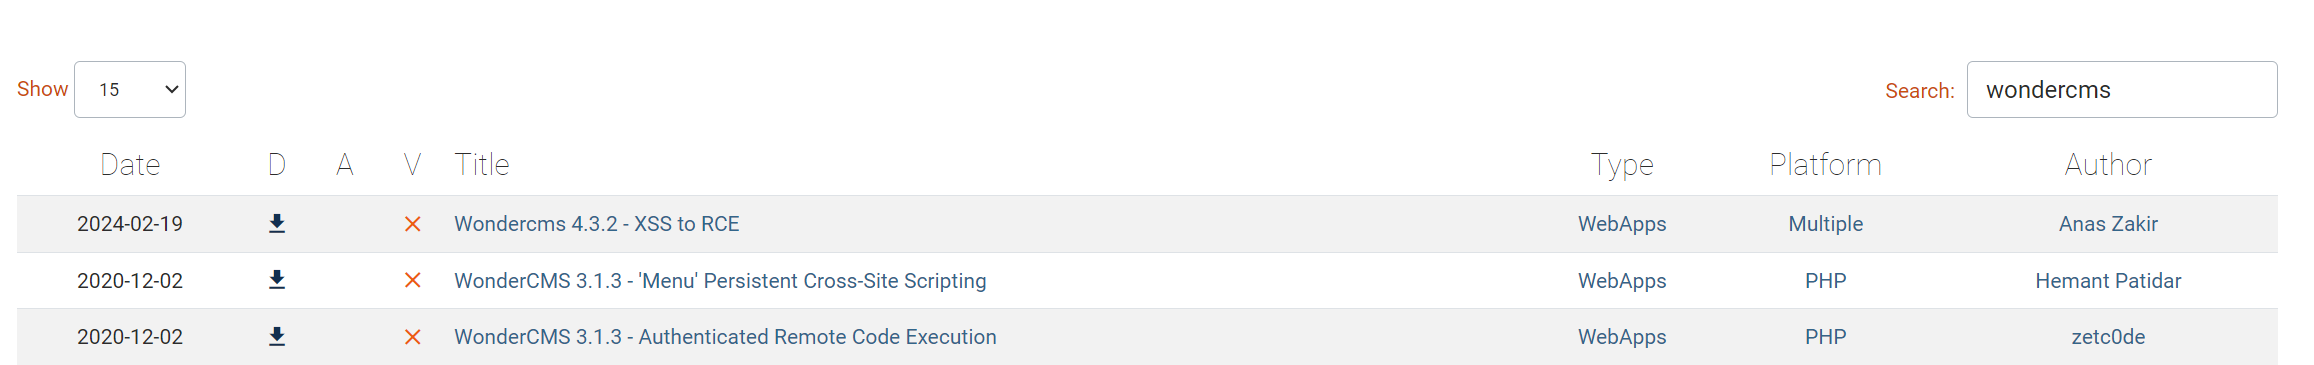 Show 15 Search: wondercms
Date D A V Title Type Platform Author
2024-02-19 Wondercms 4.3.2 - XSS to RCE WebApps Multiple Anas Zakir
2020-12-02 WonderCMS 3.1.3 - 'Menu' Persistent Cross-Site Scripting WebApps PHP Hemant Patidar
2020-12-02 WonderCMS 3.1.3 - Authenticated Remote Code Execution WebApps PHP zetc0de